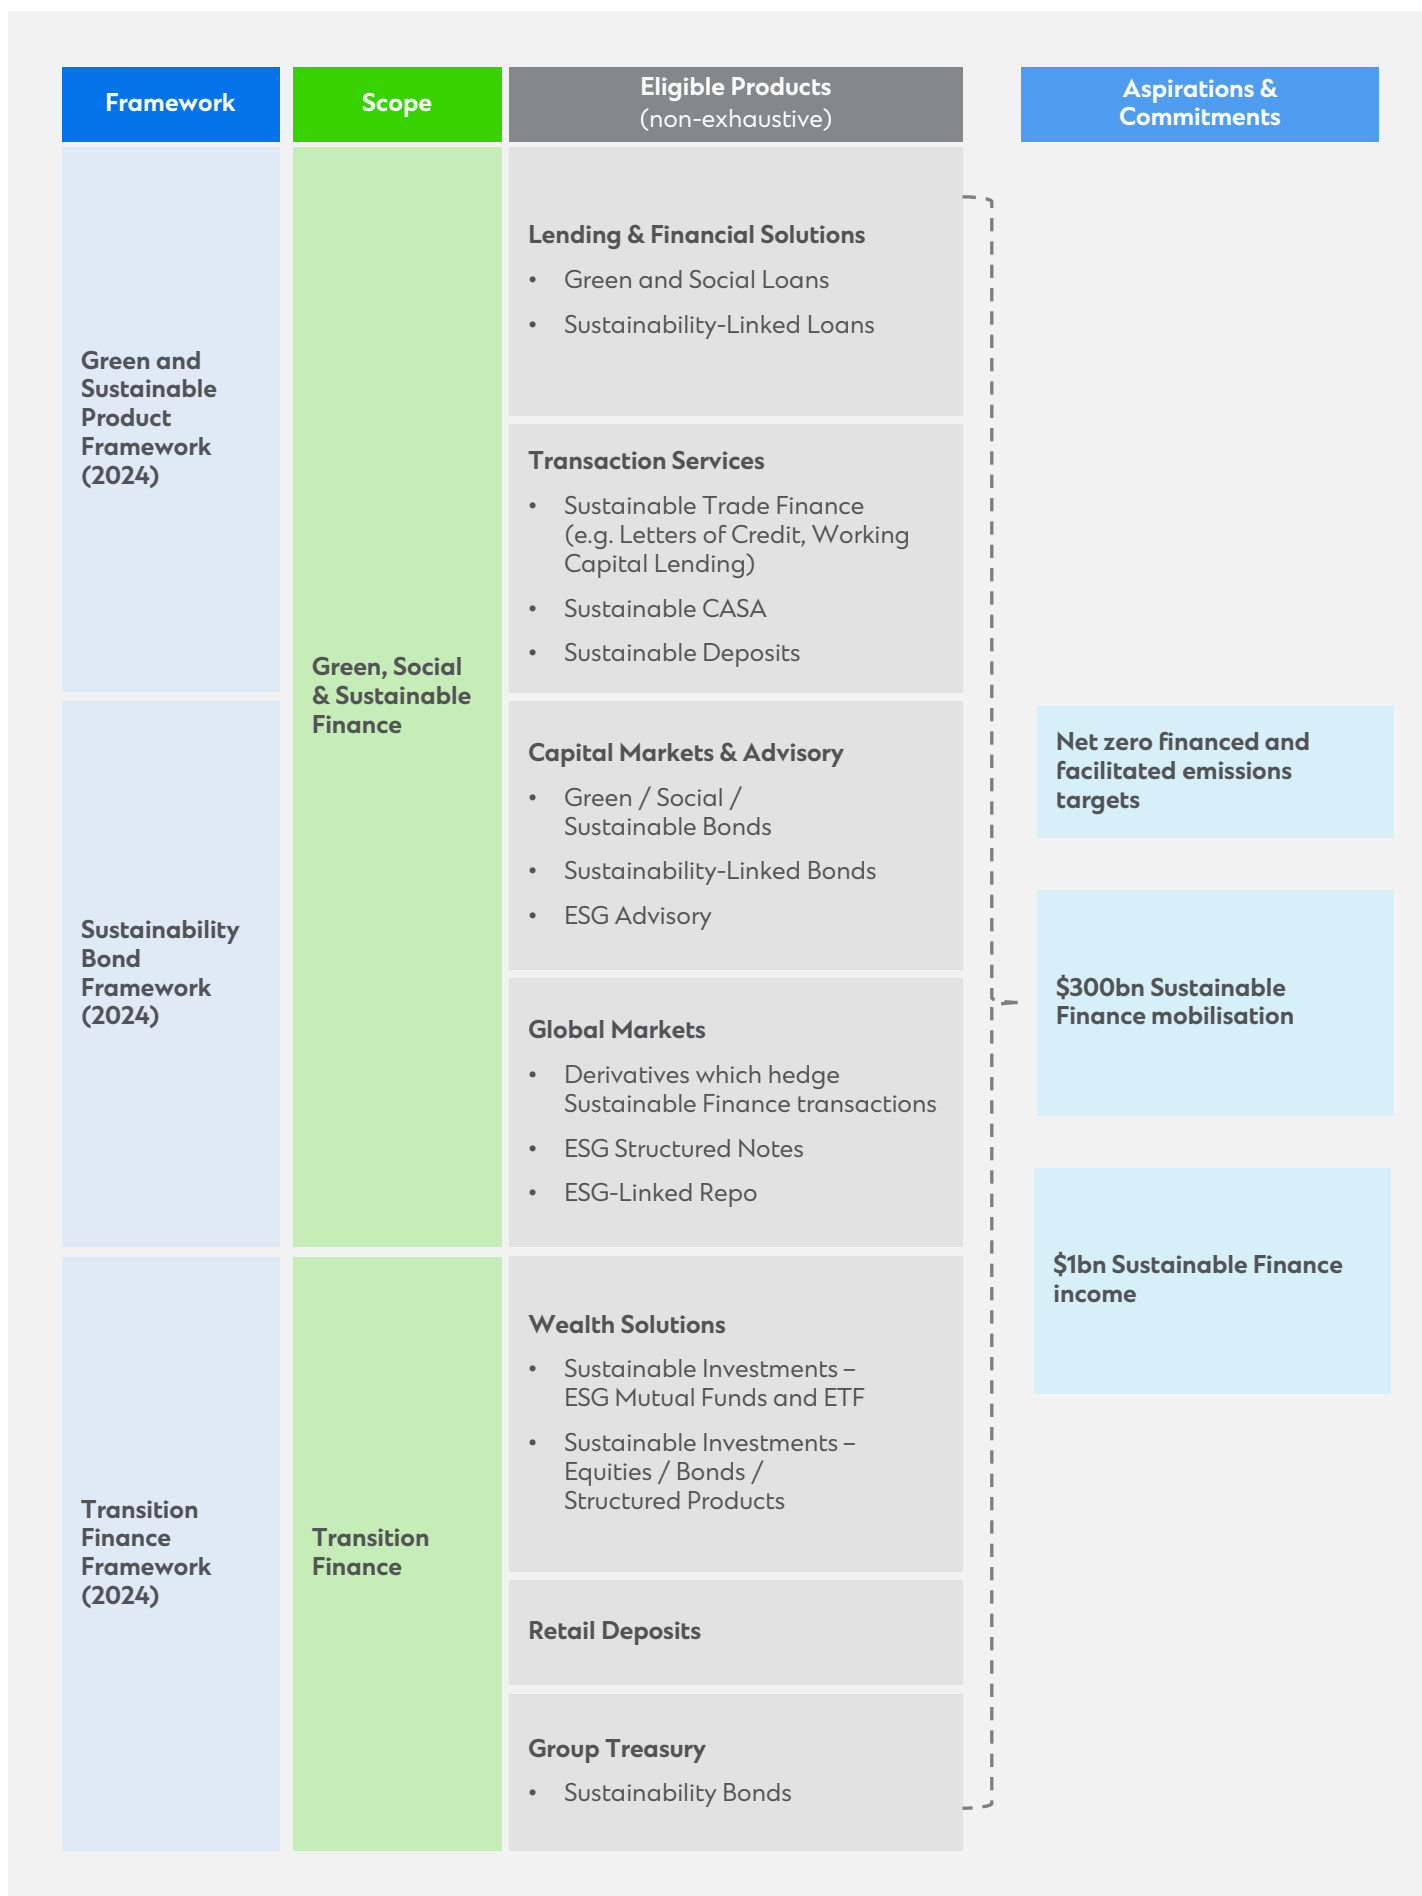 Framework
Scope
Eligible Products
(non-exhaustive)
Aspirations &
Commitments
Green and
Sustainable
Product
Framework
(2024)
Sustainability
Bond
Framework
(2024)
Transition
Finance
Framework
(2024)
Green, Social
& Sustainable
Finance
Transition
Finance
Lending & Financial Solutions
• Green and Social Loans
• Sustainability-Linked Loans
Transaction Services
• Sustainable Trade Finance
(e.g. Letters of Credit, Working
Capital Lending)
• Sustainable CASA
• Sustainable Deposits
Capital Markets & Advisory
• Green / Social /
Sustainable Bonds
• Sustainability-Linked Bonds
• ESG Advisory
Global Markets
• Derivatives which hedge
Sustainable Finance transactions
• ESG Structured Notes
• ESG-Linked Repo
Wealth Solutions
• Sustainable Investments –
ESG Mutual Funds and ETF
• Sustainable Investments –
Equities / Bonds /
Structured Products
Retail Deposits
Group Treasury
• Sustainability Bonds
Net zero financed and
facilitated emissions
targets
$300bn Sustainable
Finance mobilisation
$1bn Sustainable Finance
income